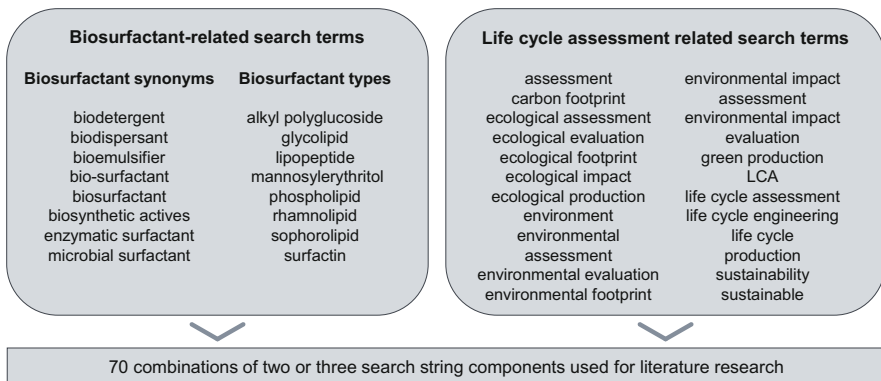 Biosurfactant-related search terms
Biosurfactant synonyms
biodetergent
biodispersant
bioemulsifier
bio-surfactant
biosurfactant
biosynthetic actives
enzymatic surfactant
microbial surfactant
Biosurfactant types
alkyl polyglucoside
glycolipid
lipopeptide
mannosylerythritol
phospholipid
rhamnolipid
sophorolipid
surfactin
Life cycle assessment related search terms
assessment
carbon footprint
ecological assessment
ecological evaluation
ecological footprint
ecological impact
ecological production
environment
environmental
assessment
environmental evaluation
environmental footprint
environmental impact
assessment
environmental impact
evaluation
green production
LCA
life cycle assessment
life cycle engineering
life cycle
production
sustainability
sustainable
70 combinations of two or three search string components used for literature research